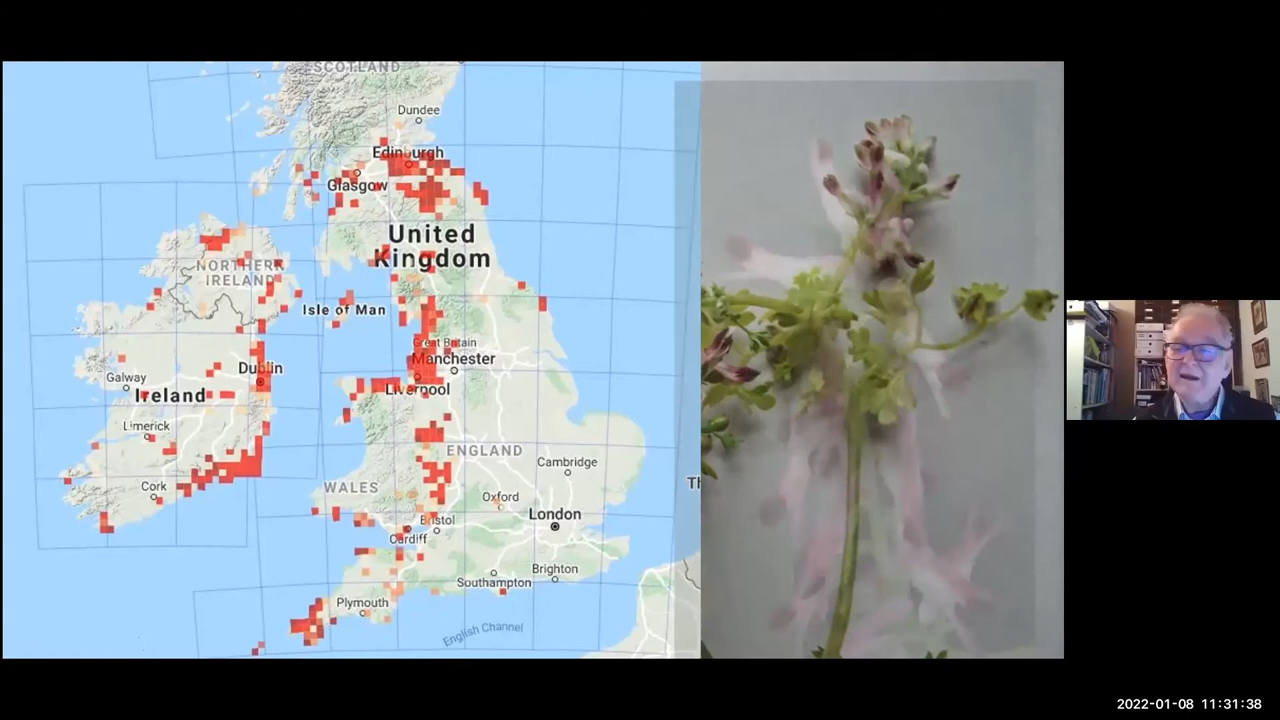 SCOTLAND
Dundee
Edinburgh
Glasgow
United
Kingdom
NORTHERN
IRELAND
Isle of Man
Great Britain
Manchester
Dublin
Galway
Liverpool
Ireland
Limerick
ENGLAND
Cambridge
WALES
Cork
Oxford
London
Bristol
Cardiff
Brighton
Southampton
Plymouth
English Channel
Th
2022-01-08 11:31:38